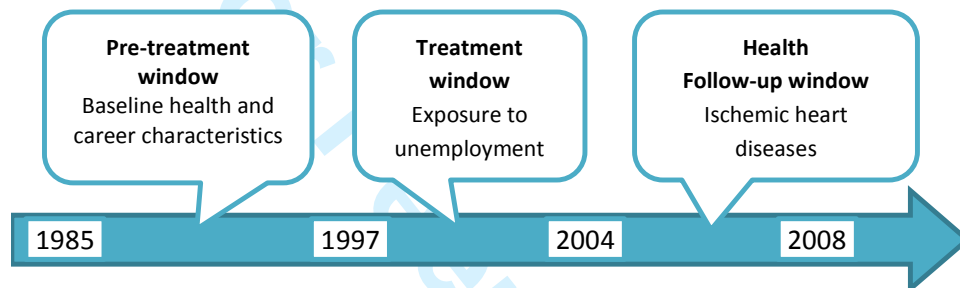 Pre-treatment
window
Baseline health and
career characteristics
Treatment
window
Exposure to
unemployment
Health
Follow-up window
Ischemic heart
diseases
1985
1997
2004
2008